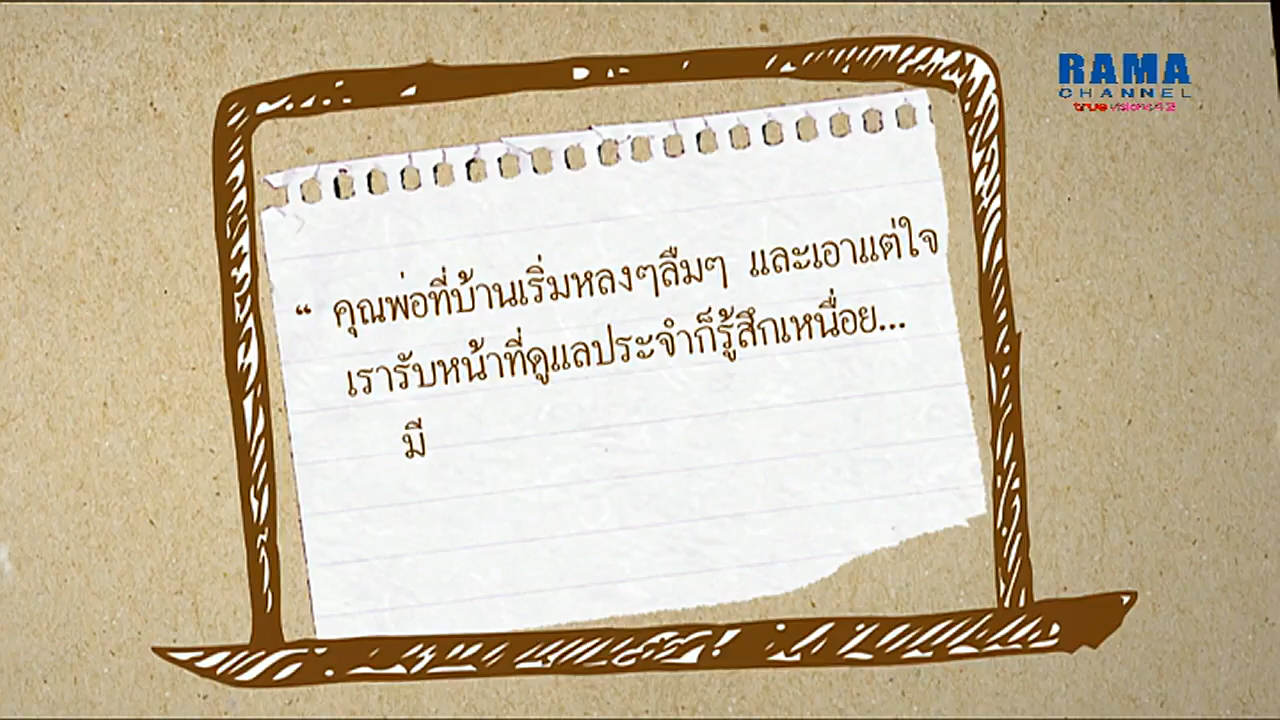 RAMA
CHANNEL
true visions 42
“ คุณพ่อที่บ้านเริ่มหลงๆลืมๆ และเอาแต่ใจ
เรารับหน้าที่ดูแลประจำก็รู้สึกเหนื่อย...
มี